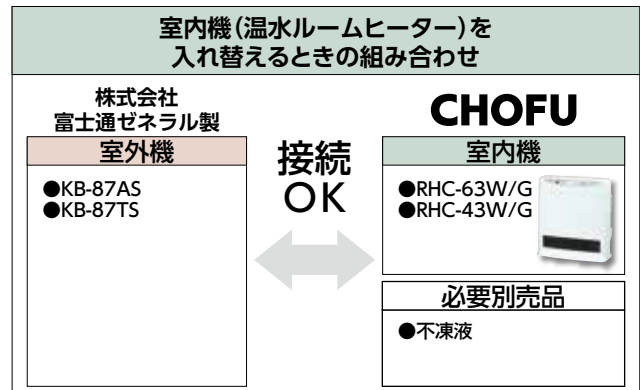 室内機(温水ルームヒーター)を
入れ替えるときの組み合わせ
株式会社
富士通ゼネラル製
室外機
●KB-87AS
●KB-87TS
接続
OK
CHOFU
室内機
●RHC-63W/G
●RHC-43W/G
必要別売品
●不凍液